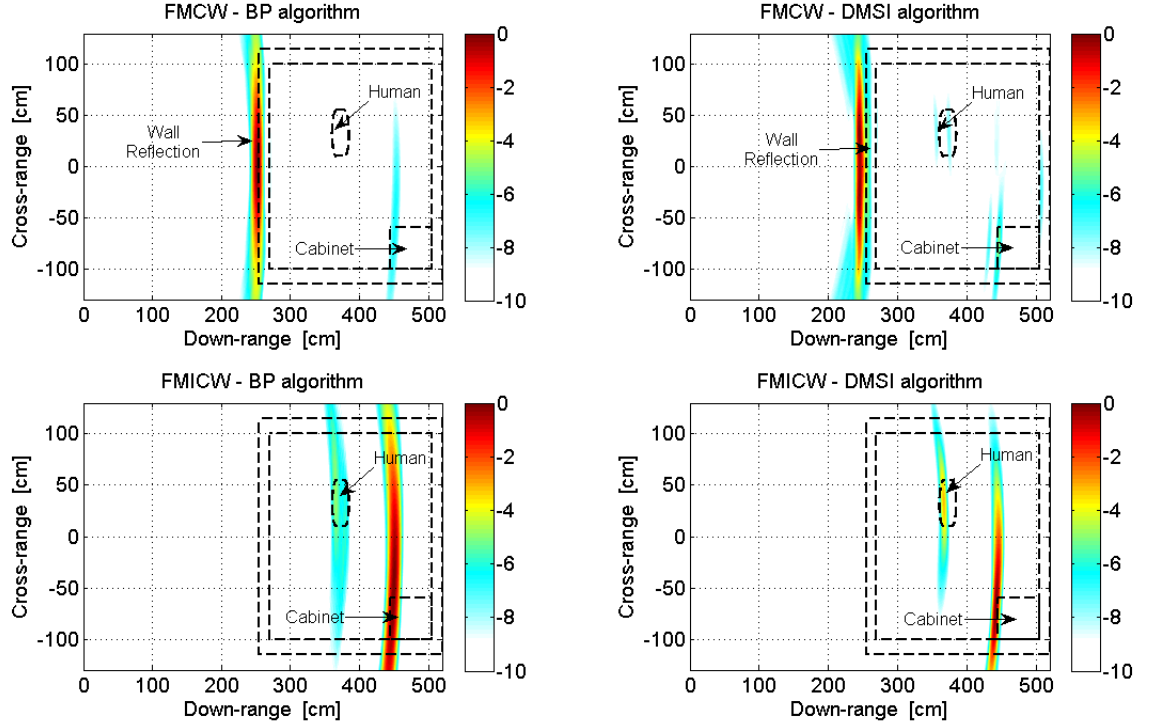 FMCW - BP algorithm
Cross-range [cm]
100
50
0
-50
-100
Wall
Reflection
Human
Cabinet
0 100 200 300 400 500
Down-range [cm]
0
-2
-4
-6
-8
-10
FMCW - DMSI algorithm
Cross-range [cm]
100
50
0
-50
-100
Wall
Reflection
Human
Cabinet
0 100 200 300 400 500
Down-range [cm]
0
-2
-4
-6
-8
-10
FMICW - BP algorithm
Cross-range [cm]
100
50
0
-50
-100
Human
Cabinet
0 100 200 300 400 500
Down-range [cm]
0
-2
-4
-6
-8
-10
FMICW - DMSI algorithm
Cross-range [cm]
100
50
0
-50
-100
Human
Cabinet
0 100 200 300 400 500
Down-range [cm]
0
-2
-4
-6
-8
-10